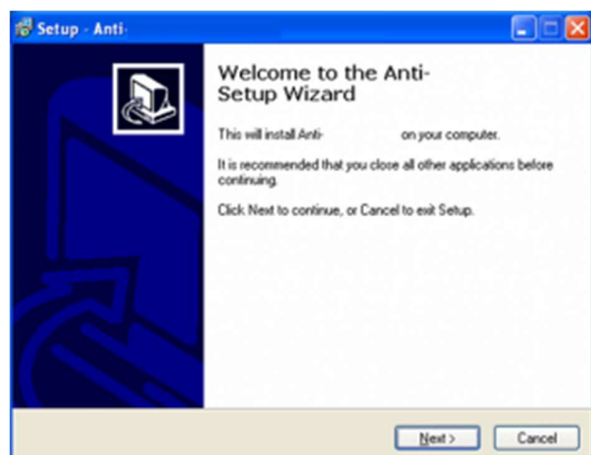 Setup - Anti-
Welcome to the Anti-
Setup Wizard
This will install Anti- on your computer.
It is recommended that you close all other applications before
continuing.
Click Next to continue, or Cancel to exit Setup.
Next >
Cancel